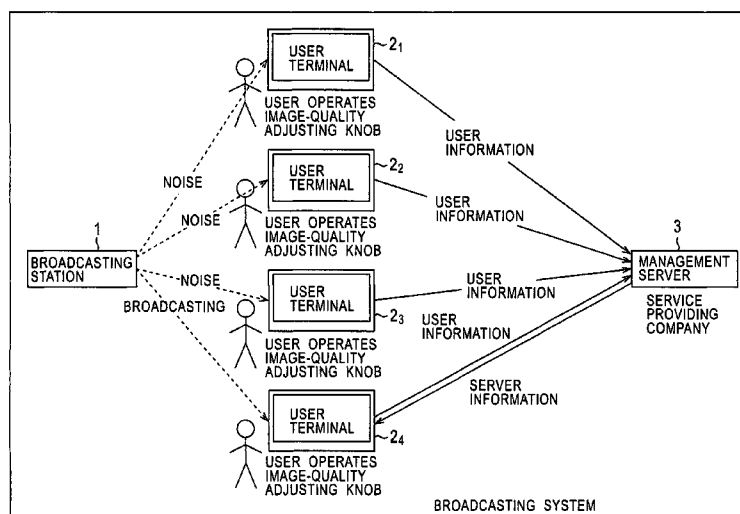 USER
TERMINAL
2₁
USER OPERATES
IMAGE-QUALITY
ADJUSTING KNOB
USER
INFORMATION
NOISE
USER
TERMINAL
2₂
USER OPERATES
IMAGE-QUALITY
ADJUSTING KNOB
USER
INFORMATION
NOISE
1
BROADCASTING
STATION
3
MANAGEMENT
SERVER
SERVICE
PROVIDING
COMPANY
NOISE
BROADCASTING
USER
TERMINAL
2₃
USER OPERATES
IMAGE-QUALITY
ADJUSTING KNOB
USER
INFORMATION
USER
INFORMATION
SERVER
INFORMATION
USER
TERMINAL
2₄
USER OPERATES
IMAGE-QUALITY
ADJUSTING KNOB
BROADCASTING SYSTEM